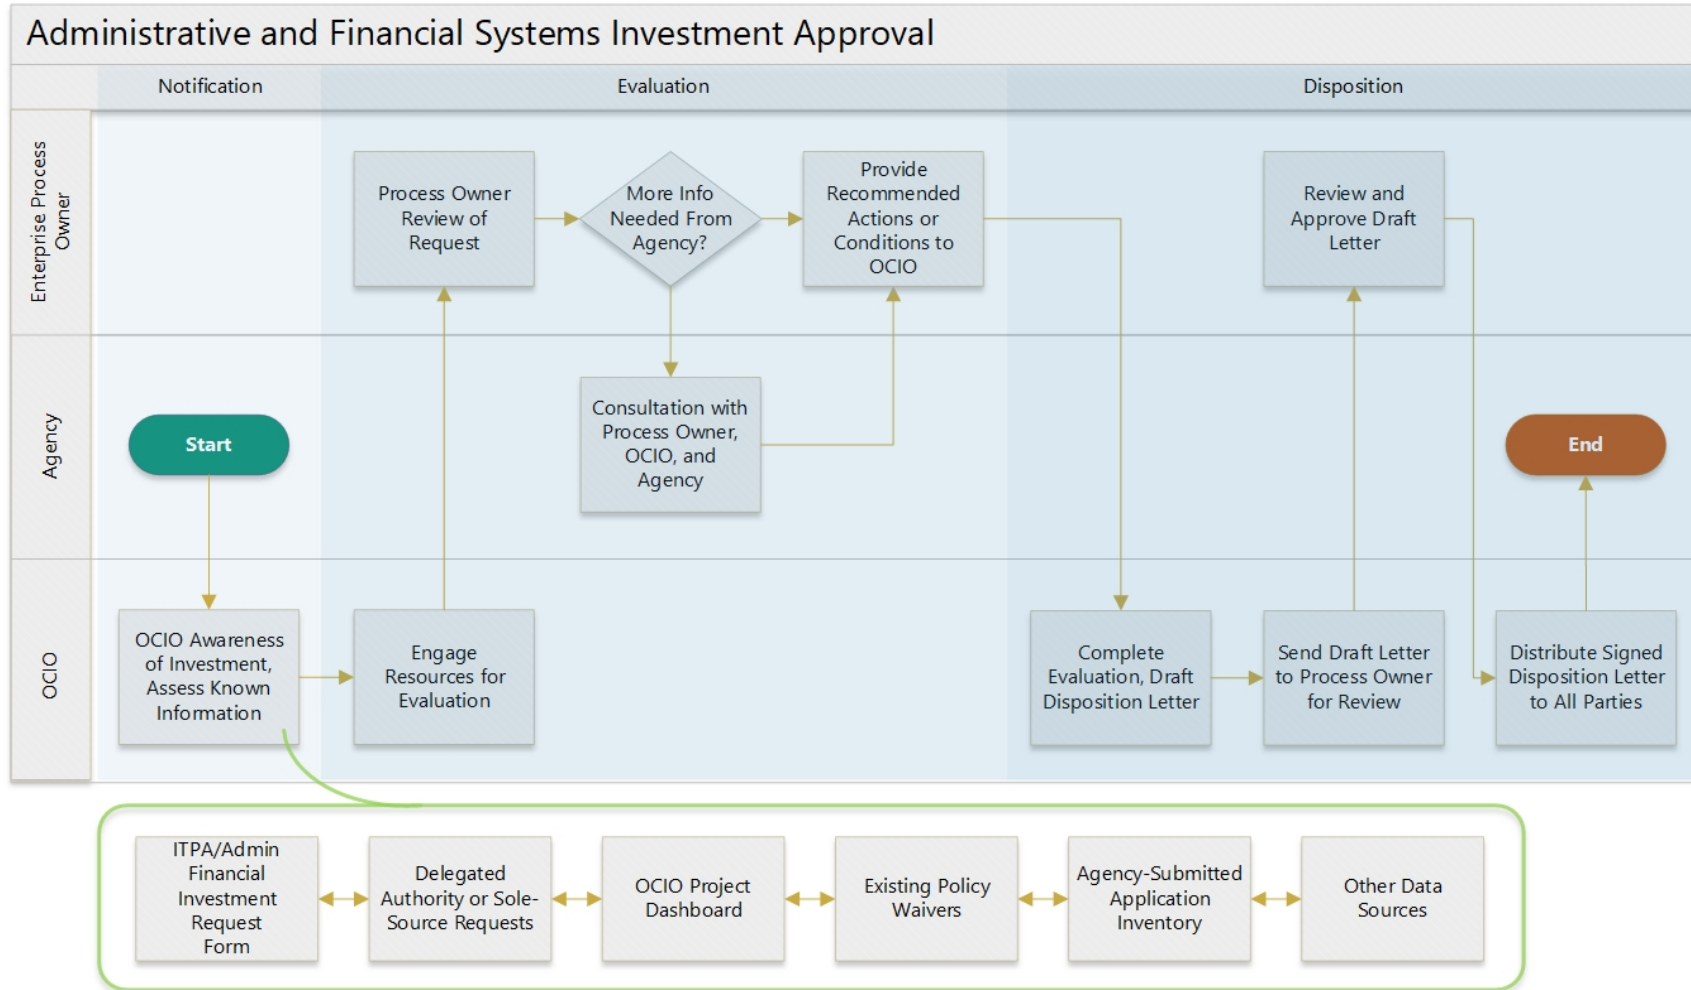 Administrative and Financial Systems Investment Approval
Notification
Evaluation
Disposition
Enterprise Process
Owner
Process Owner
Review of
Request
More Info
Needed From
Agency?
Provide
Recommended
Actions or
Conditions to
OCIO
Review and
Approve Draft
Letter
Agency
Start
Consultation with
Process Owner,
OCIO, and
Agency
End
OCIO
OCIO Awareness
of Investment,
Assess Known
Information
Engage
Resources for
Evaluation
Complete
Evaluation, Draft
Disposition Letter
Send Draft Letter
to Process Owner
for Review
Distribute Signed
Disposition Letter
to All Parties
ITPA/Admin
Financial
Investment
Request
Form
Delegated
Authority or Sole-
Source Requests
OCIO Project
Dashboard
Existing Policy
Waivers
Agency-Submitted
Application
Inventory
Other Data
Sources